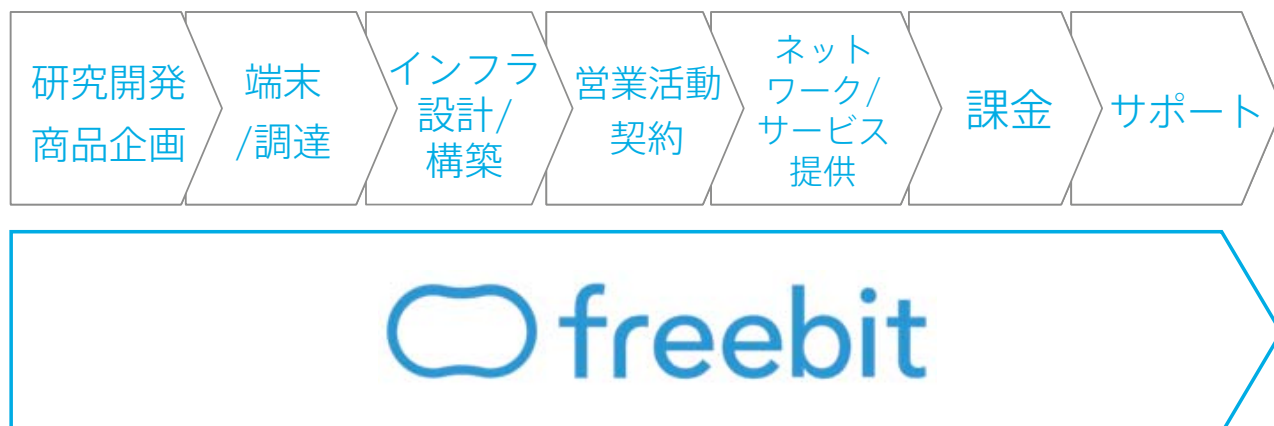 研究開発
商品企画
端末
/調達
インフラ
設計/
構築
営業活動
契約
ネット
ワーク/
サービス
提供
課金
サポート
freebit